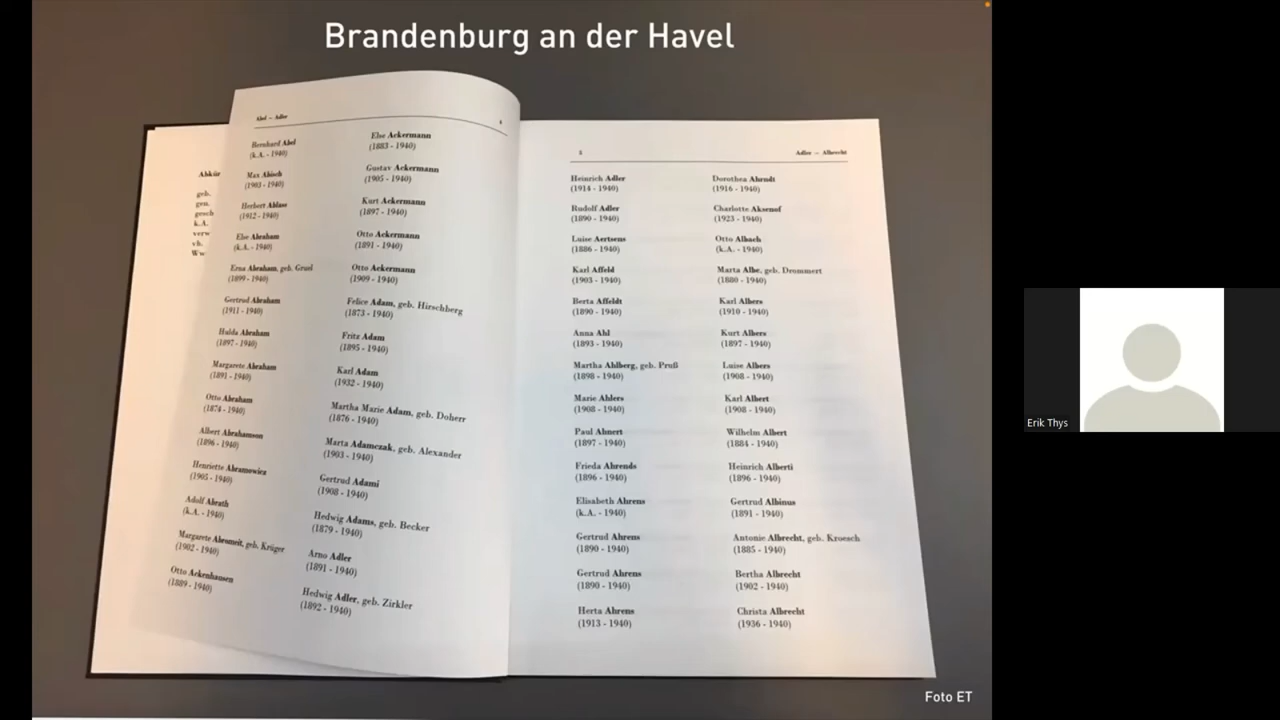 Brandenburg an der Havel
Abkür
geb.
gen.
gesch
k.A.
verw
vh.
Ww
Abel — Adler
4
Bernhard Abel
(k.A. - 1940)
Max Abisch
(1903 - 1940)
Herbert Ablass
(1912 - 1940)
Else Abraham
(k.A. - 1940)
Erna Abraham, geb. Gruel
(1899 - 1940)
Gertrud Abraham
(1911 - 1940)
Hulda Abraham
(1897 - 1940)
Margarete Abraham
(1891 - 1940)
Otto Abraham
(1874 - 1940)
Albert Abrahamson
(1896 - 1940)
Henriette Abramowicz
(1905 - 1940)
Adolf Abrath
(k.A. - 1940)
Margarete Abromeit, geb. Krüger
(1902 - 1940)
Otto Ackenhausen
(1889 - 1940)
Else Ackermann
(1883 - 1940)
Gustav Ackermann
(1905 - 1940)
Kurt Ackermann
(1897 - 1940)
Otto Ackermann
(1891 - 1940)
Otto Ackermann
(1909 - 1940)
Felice Adam, geb. Hirschberg
(1873 - 1940)
Fritz Adam
(1895 - 1940)
Karl Adam
(1932 - 1940)
Martha Marie Adam, geb. Doherr
(1876 - 1940)
Marta Adamczak, geb. Alexander
(1903 - 1940)
Gertrud Adami
(1908 - 1940)
Hedwig Adams, geb. Becker
(1879 - 1940)
Arno Adler
(1891 - 1940)
Hedwig Adler, geb. Zirkler
(1892 - 1940)
Adler — Albrecht
Heinrich Adler
(1914 - 1940)
Rudolf Adler
(1890 - 1940)
Luise Aertsens
(1886 - 1940)
Karl Affeld
(1903 - 1940)
Berta Affeldt
(1890 - 1940)
Anna Ahl
(1893 - 1940)
Martha Ahlberg, geb. Pruß
(1898 - 1940)
Marie Ahlers
(1908 - 1940)
Paul Ahnert
(1897 - 1940)
Frieda Ahrends
(1896 - 1940)
Elisabeth Ahrens
(k.A. - 1940)
Gertrud Ahrens
(1890 - 1940)
Gertrud Ahrens
(1890 - 1940)
Herta Ahrens
(1913 - 1940)
Dorothea Ahrndt
(1916 - 1940)
Charlotte Aksenof
(1923 - 1940)
Otto Albach
(k.A. - 1940)
Marta Albe, geb. Drommert
(1880 - 1940)
Karl Albers
(1910 - 1940)
Kurt Albers
(1897 - 1940)
Luise Albers
(1908 - 1940)
Karl Albert
(1908 - 1940)
Wilhelm Albert
(1884 - 1940)
Heinrich Alberti
(1896 - 1940)
Gertrud Albinus
(1891 - 1940)
Antonie Albrecht, geb. Kroesch
(1885 - 1940)
Bertha Albrecht
(1902 - 1940)
Christa Albrecht
(1936 - 1940)
Foto ET
Erik Thys